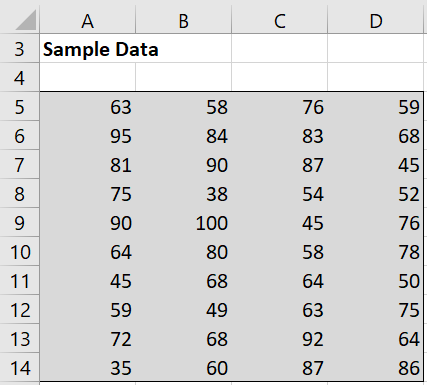 A B C D
3 Sample Data
4
5 63 58 76 59
6 95 84 83 68
7 81 90 87 45
8 75 38 54 52
9 90 100 45 76
10 64 80 58 78
11 45 68 64 50
12 59 49 63 75
13 72 68 92 64
14 35 60 87 86